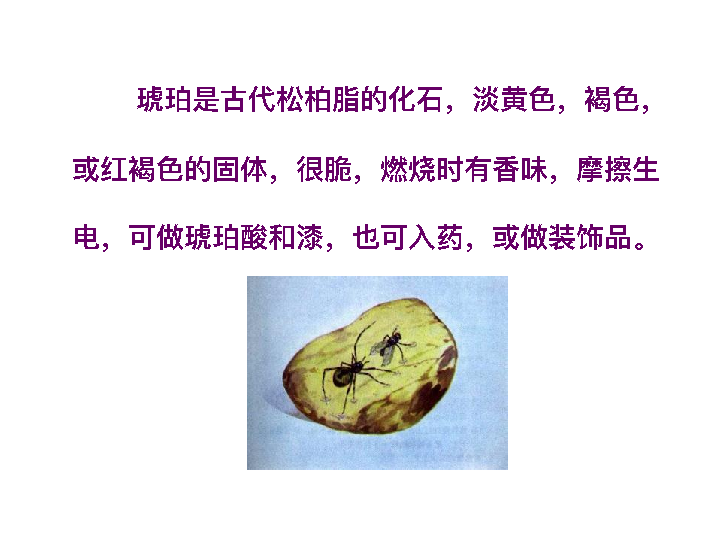 琥珀是古代松柏脂的化石，淡黄色，褐色，
或红褐色的固体，很脆，燃烧时有香味，摩擦生
电，可做琥珀酸和漆，也可入药，或做装饰品。